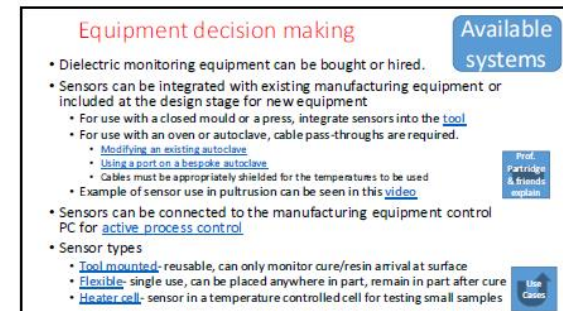 Equipment decision making
Available
systems
• Dielectric monitoring equipment can be bought or hired.
• Sensors can be integrated with existing manufacturing equipment or
included at the design stage for new equipment
• For use with a closed mould or a press, integrate sensors into the tool
• For use with an oven or autoclave, cable pass-throughs are required.
• Modifying an existing autoclave
• Using a port on a bespoke autoclave
• Cables must be appropriately shielded for the temperatures to be used
• Example of sensor use in pultrusion can be seen in this video
Prof.
Partridge
& friends
explain
• Sensors can be connected to the manufacturing equipment control
PC for active process control
• Sensor types
• Tool mounted- reusable, can only monitor cure/resin arrival at surface
• Flexible- single use, can be placed anywhere in part, remain in part after cure
• Heater cell- sensor in a temperature controlled cell for testing small samples
Use
Cases